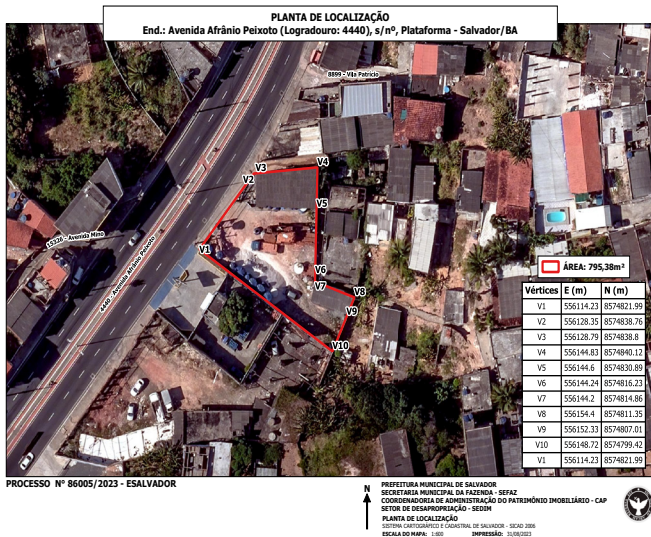 PLANTA DE LOCALIZAÇÃO
End.: Avenida Afrânio Peixoto (Logradouro: 4440), s/nº, Plataforma - Salvador/BA
8899 - Vila Patrício
V3
V4
V2
V5
15226 - Avenida Mino
V1
4440 - Avenida Afrânio Peixoto
V6
V7
V8
V9
V10
ÁREA: 795,38m²
Vértices E (m) N (m)
V1 556114.23 8574821.99
V2 556128.35 8574838.76
V3 556128.79 8574838.8
V4 556144.83 8574840.12
V5 556144.6 8574830.89
V6 556144.24 8574816.23
V7 556144.2 8574814.86
V8 556154.4 8574811.35
V9 556152.33 8574807.01
V10 556148.72 8574799.42
V1 556114.23 8574821.99
PROCESSO Nº 86005/2023 - ESALVADOR
N
PREFEITURA MUNICIPAL DE SALVADOR
SECRETARIA MUNICIPAL DA FAZENDA - SEFAZ
COORDENADORIA DE ADMINISTRAÇÃO DO PATRIMÔNIO IMOBILIÁRIO - CAP
SETOR DE DESAPROPRIAÇÃO - SEDIM
PLANTA DE LOCALIZAÇÃO
SISTEMA CARTOGRÁFICO E CADASTRAL DE SALVADOR - SICAD 2006
ESCALA DO MAPA: 1:600 IMPRESSÃO: 31/08/2023